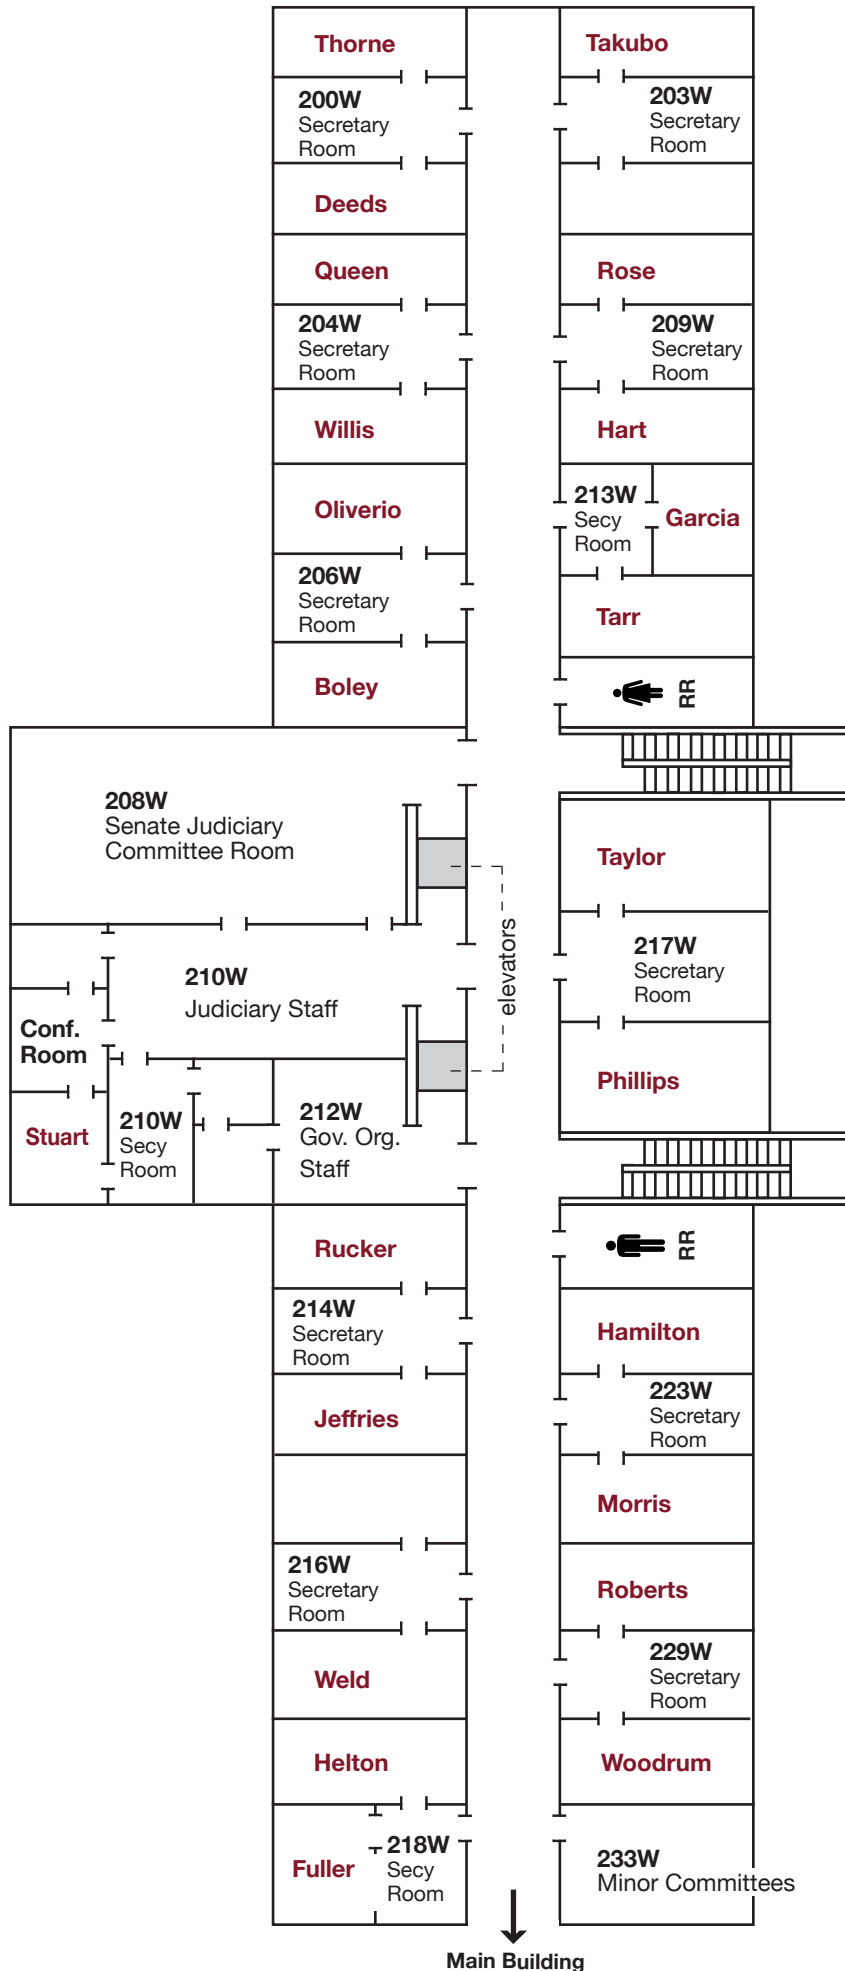 Thorne
200W
Secretary
Room
Deeds
Queen
204W
Secretary
Room
Willis
Oliverio
206W
Secretary
Room
Boley
Takubo
203W
Secretary
Room
Rose
209W
Secretary
Room
Hart
213W
Secy
Room
Garcia
Tarr
RR
208W
Senate Judiciary
Committee Room
elevators
210W
Judiciary Staff
Conf.
Room
Stuart
210W
Secy
Room
212W
Gov. Org.
Staff
Taylor
217W
Secretary
Room
Phillips
Rucker
214W
Secretary
Room
Jeffries
216W
Secretary
Room
Weld
Helton
Fuller
218W
Secy
Room
RR
Hamilton
223W
Secretary
Room
Morris
Roberts
229W
Secretary
Room
Woodrum
233W
Minor Committees
Main Building